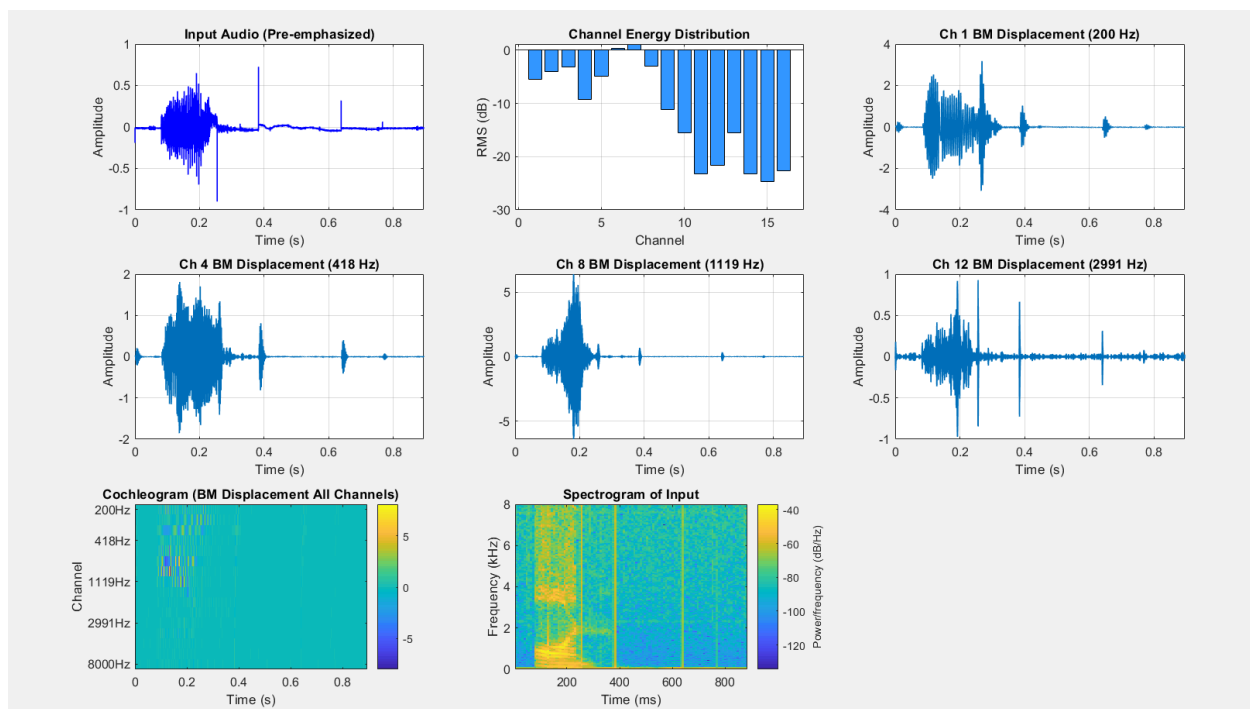 Input Audio (Pre-emphasized)
1
0.5
0
-0.5
-1
Amplitude
0 0.2 0.4 0.6 0.8
Time (s)
Channel Energy Distribution
0
-10
-20
-30
RMS (dB)
0 5 10 15
Channel
Ch 1 BM Displacement (200 Hz)
4
2
0
-2
-4
Amplitude
0 0.2 0.4 0.6 0.8
Time (s)
Ch 4 BM Displacement (418 Hz)
2
1
0
-1
-2
Amplitude
0 0.2 0.4 0.6 0.8
Time (s)
Ch 8 BM Displacement (1119 Hz)
5
0
-5
Amplitude
0 0.2 0.4 0.6 0.8
Time (s)
Ch 12 BM Displacement (2991 Hz)
1
0.5
0
-0.5
-1
Amplitude
0 0.2 0.4 0.6 0.8
Time (s)
Cochleogram (BM Displacement All Channels)
200Hz
418Hz
1119Hz
2991Hz
8000Hz
Channel
0 0.2 0.4 0.6 0.8
Time (s)
5
0
-5
Spectrogram of Input
8
6
4
2
0
Frequency (kHz)
200 400 600 800
Time (ms)
-40
-60
-80
-100
-120
Power/frequency (dB/Hz)